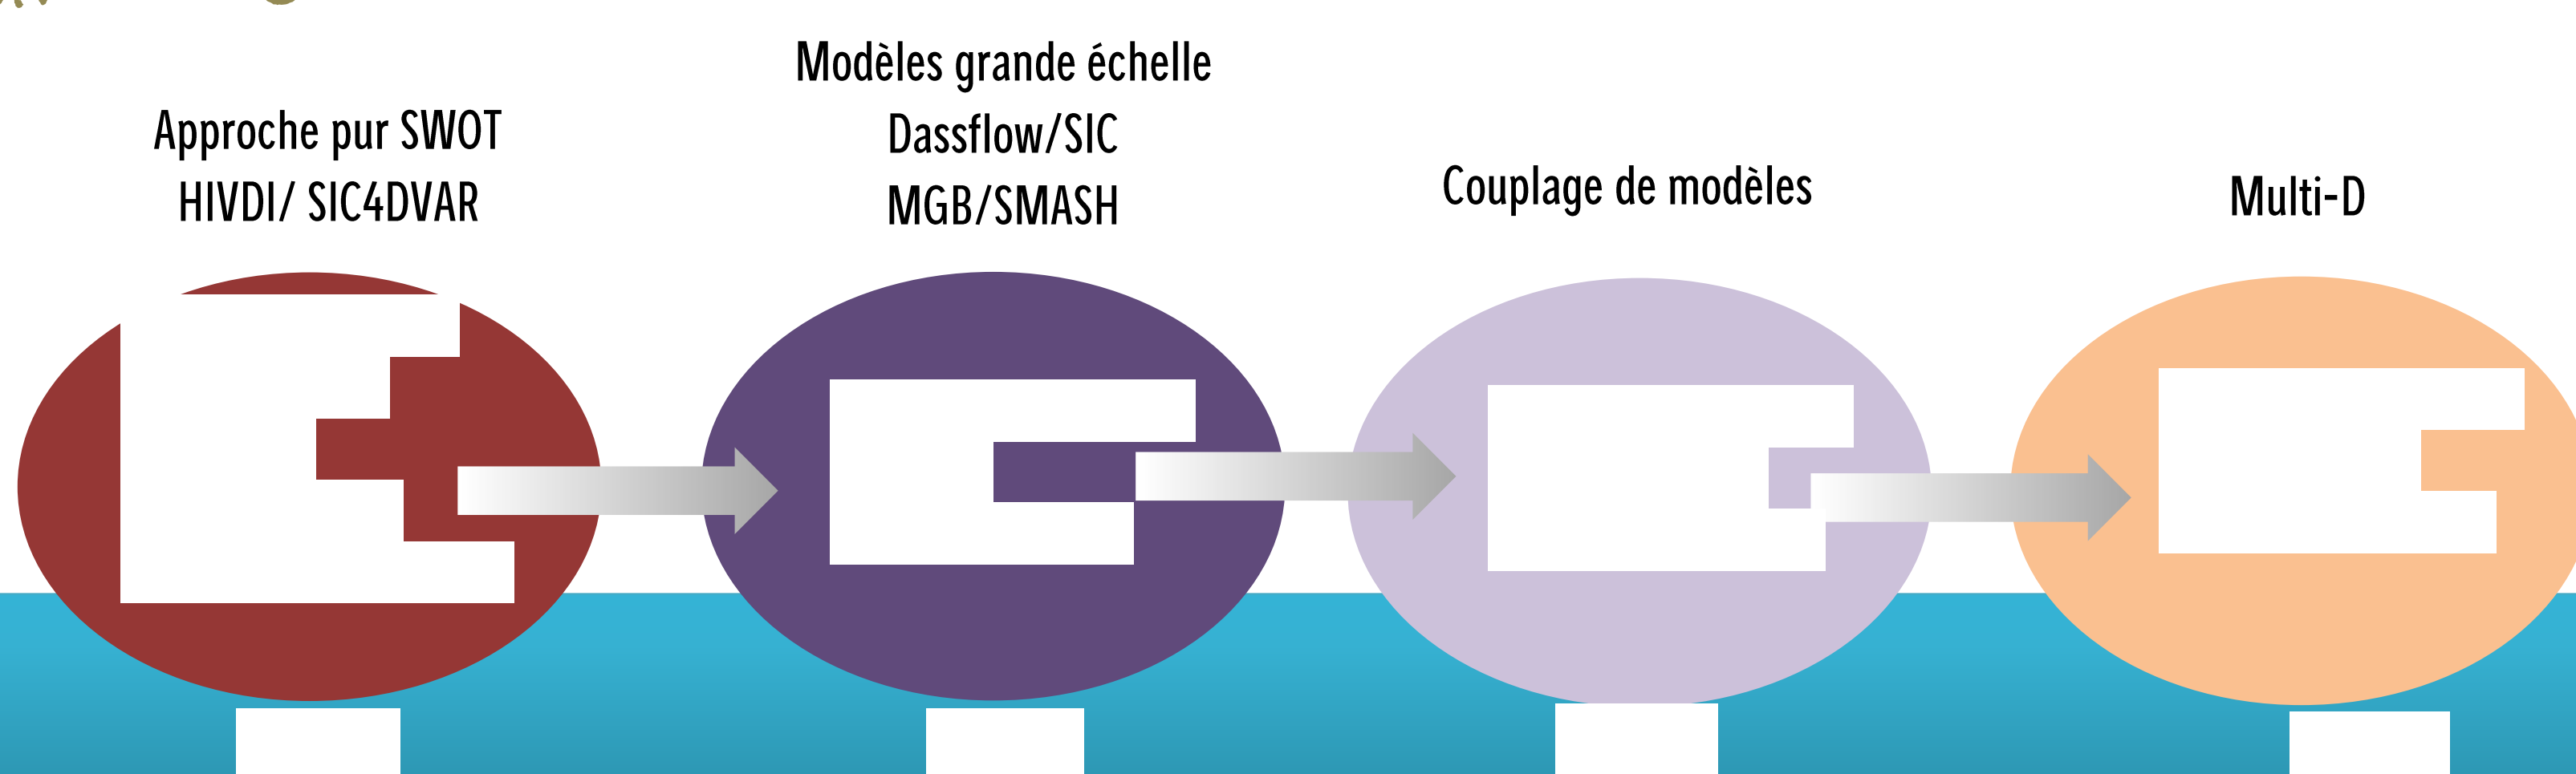 Approche pur SWOT
HIVDI/ SIC4DVAR
Modèles grande échelle
Dassflow/SIC
MGB/SMASH
Couplage de modèles
Multi-D